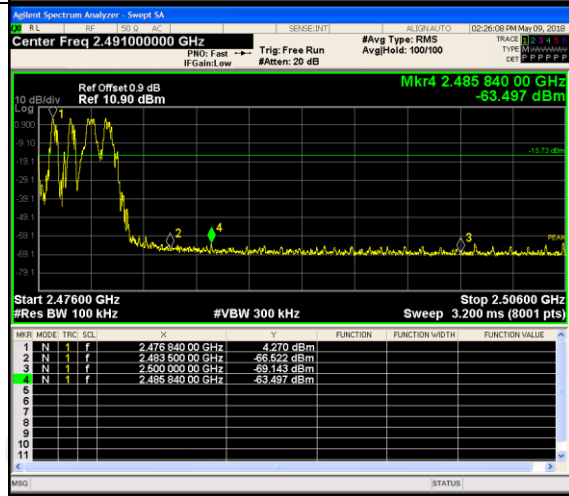 Agilent Spectrum Analyzer - Swept SA
RL RF 50 Ω AC SENSE:INT ALIGNAUTO 02:26:08 PM May 09, 2018
Center Freq 2.491000000 GHz #Avg Type: RMS TRACE 1 2 3 4 5 6
PNO: Fast Trig: Free Run Avg|Hold: 100/100 TYPE M
IFGain:Low #Atten: 20 dB DET P P P P P P
Mkr4 2.485 840 00 GHz
-63.497 dBm
Ref Offset 0.9 dB
10 dB/div Ref 10.90 dBm
Log
0.900
-9.10
-19.1
-29.1
-39.1
-49.1
-59.1
-69.1
-79.1
1
2
4
3
-15.73 dBm
PEAK
Start 2.47600 GHz Stop 2.50600 GHz
#Res BW 100 kHz #VBW 300 kHz Sweep 3.200 ms (8001 pts)
MKR MODE TRC SCL X Y FUNCTION FUNCTION WIDTH FUNCTION VALUE
1 N 1 f 2.476 840 00 GHz 4.270 dBm
2 N 1 f 2.483 500 00 GHz -66.522 dBm
3 N 1 f 2.500 000 00 GHz -69.143 dBm
4 N 1 f 2.485 840 00 GHz -63.497 dBm
5
6
7
8
9
10
11
MSG STATUS